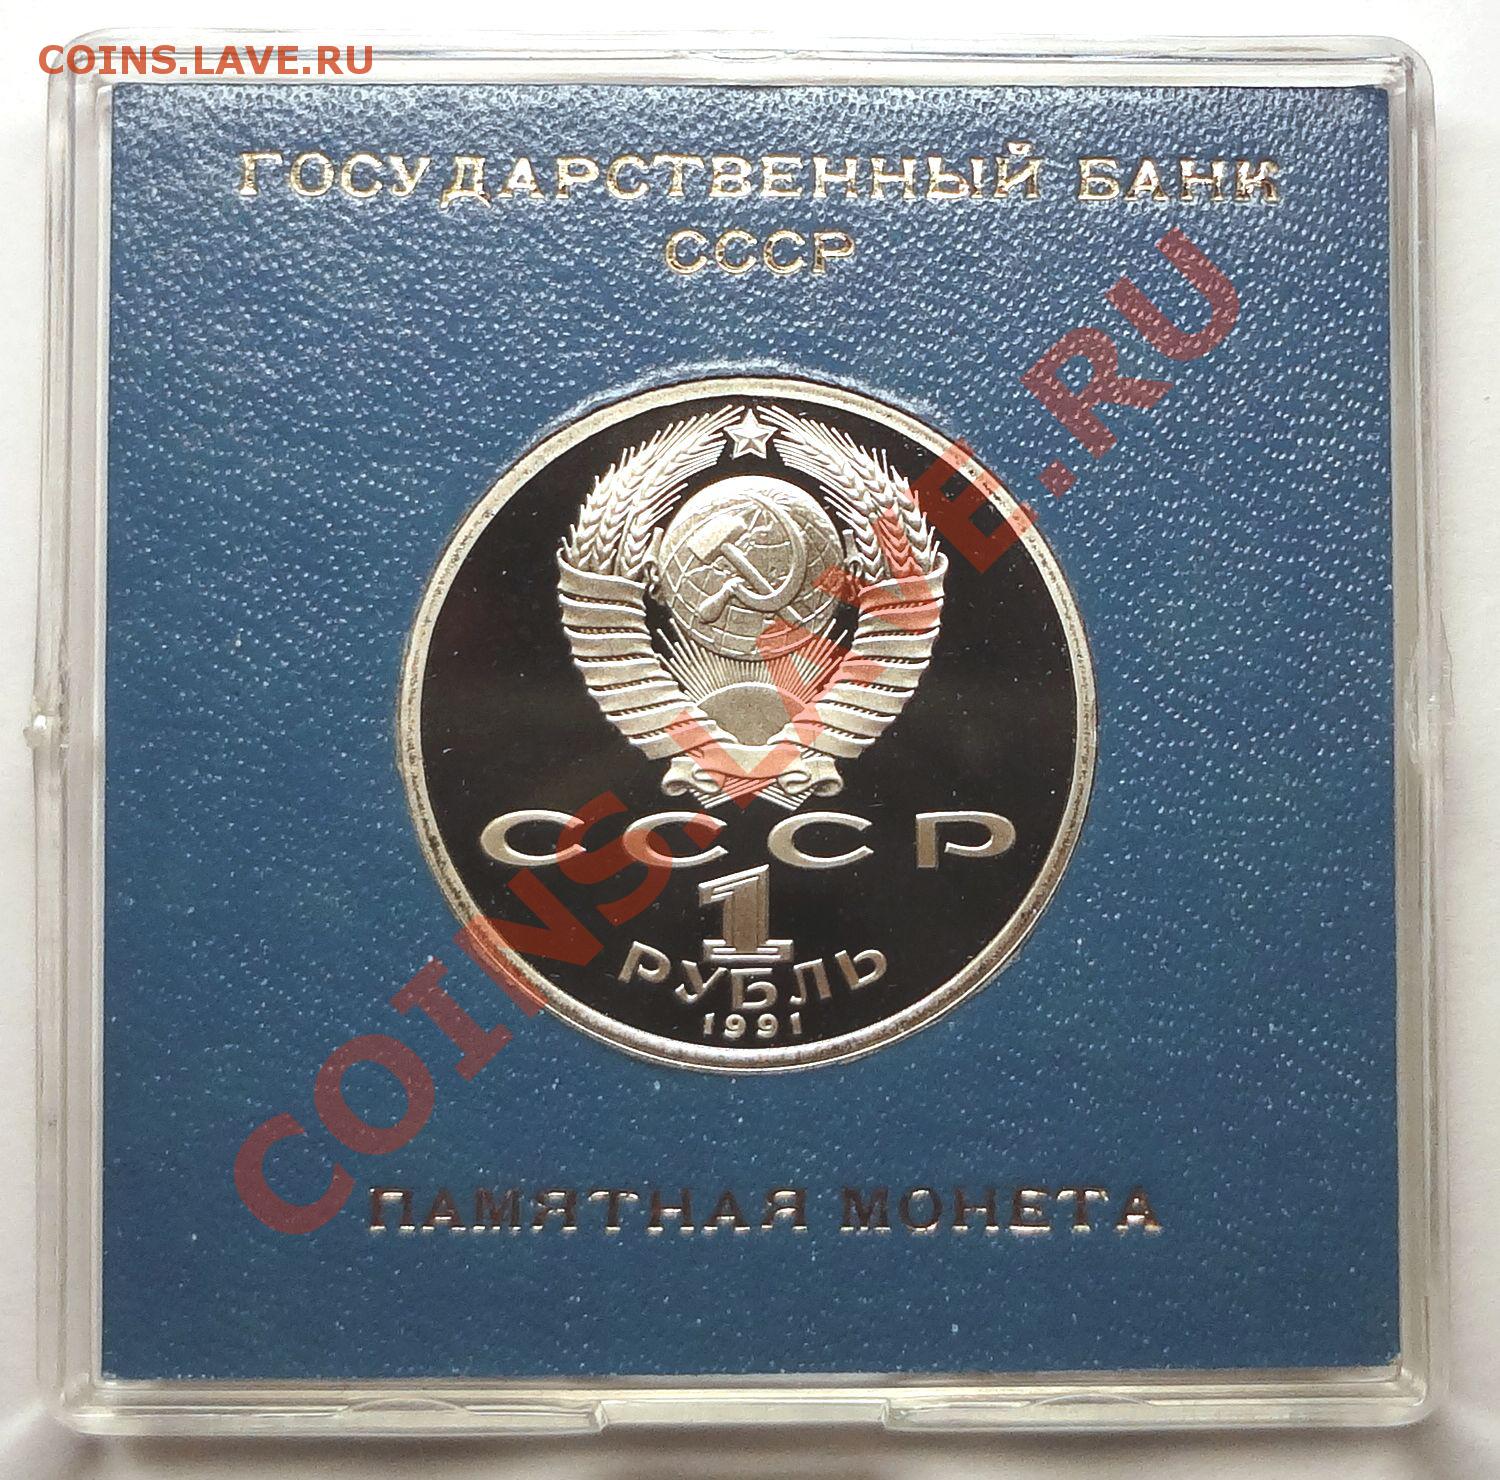 COINS.LAVE.RU
ГОСУДАРСТВЕННЫЙ БАНК
СССР
COINS.LAVE.RU
СССР
1
РУБЛЬ
1991
ПАМЯТНАЯ МОНЕТА